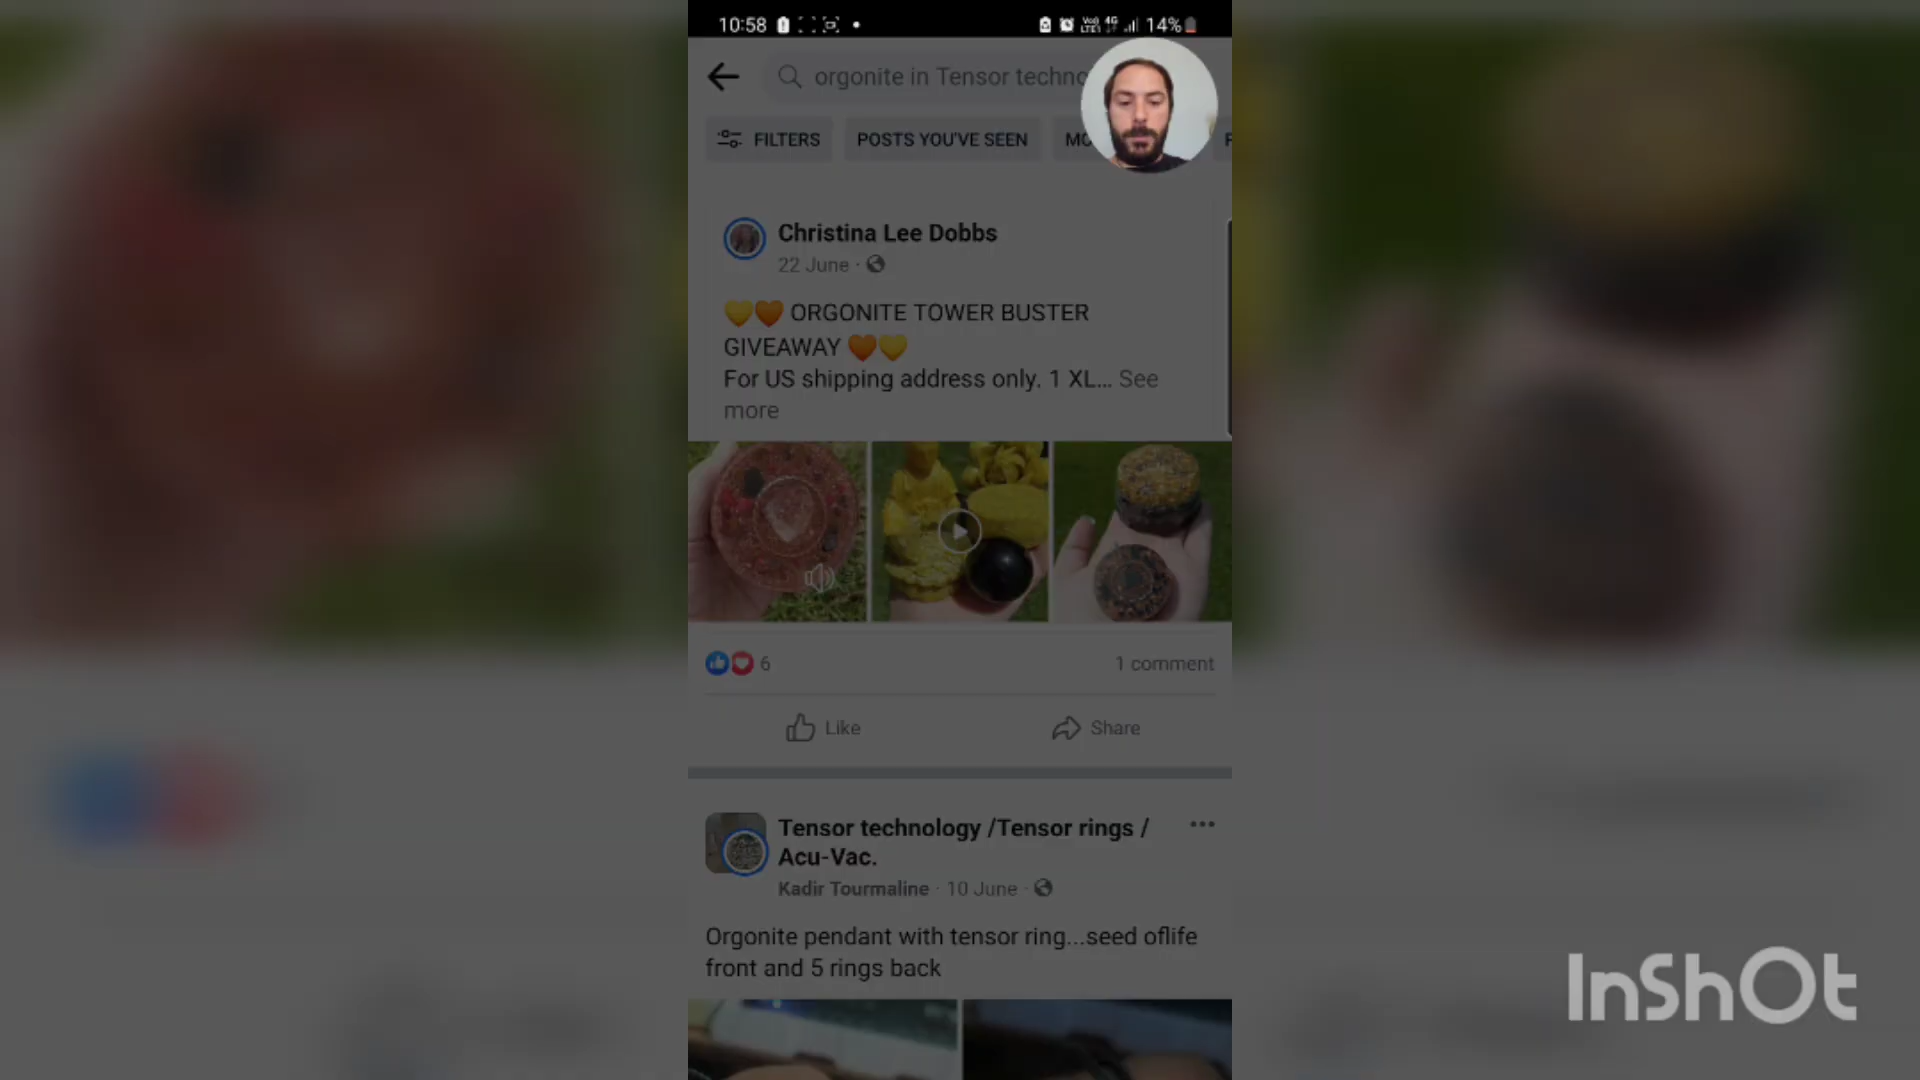 10:58
VoLTE1 4G 14%
orgonite in Tensor techno
FILTERS
POSTS YOU'VE SEEN
MO
Christina Lee Dobbs
22 June ·
💛🧡 ORGONITE TOWER BUSTER
GIVEAWAY 🧡💛
For US shipping address only. 1 XL... See
more
6
1 comment
Like
Share
Tensor technology /Tensor rings /
Acu-Vac.
Kadir Tourmaline · 10 June ·
Orgonite pendant with tensor ring...seed oflife
front and 5 rings back
InShOt